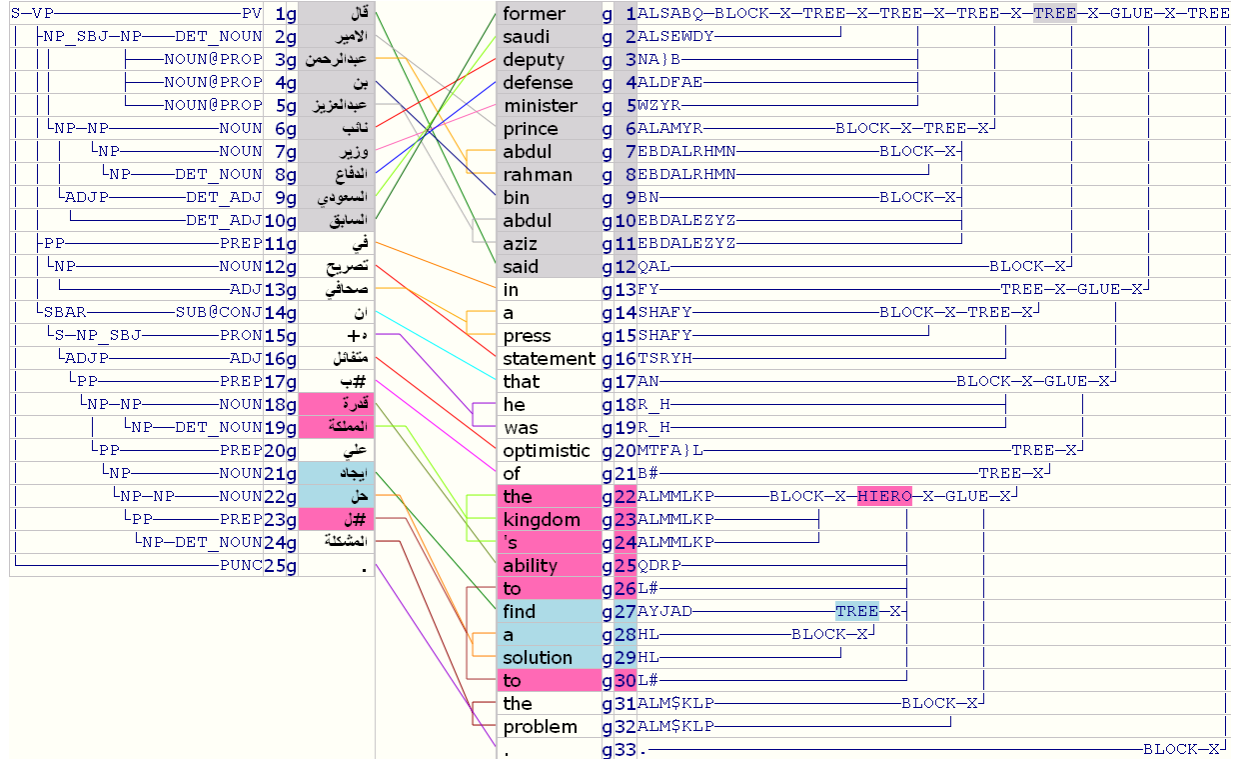 S-VP PV 1g قال former g 1 ALSABQ-BLOCK-X-TREE-X-TREE-X-TREE-X-TREE-X-GLUE-X-TREE
NP_SBJ-NP DET_NOUN 2g الامير saudi g 2 ALSEWDY
NOUN@PROP 3g عبدالرحمن deputy g 3 NA}B
NOUN@PROP 4g بن defense g 4 ALDFAE
NOUN@PROP 5g عبدالعزيز minister g 5 WZYR
NP-NP NOUN 6g نائب prince g 6 ALAMYR BLOCK-X-TREE-X
NP NOUN 7g وزير abdul g 7 EBDALRHMN BLOCK-X
NP DET_NOUN 8g الدفاع rahman g 8 EBDALRHMN
ADJP DET_ADJ 9g السعودي bin g 9 BN BLOCK-X
DET_ADJ 10g السابق abdul g 10 EBDALEZYZ
PP PREP 11g في aziz g 11 EBDALEZYZ
NP NOUN 12g تصريح said g 12 QAL BLOCK-X
ADJ 13g صحافي in g 13 FY TREE-X-GLUE-X
SBAR SUB@CONJ 14g ان a g 14 SHAFY BLOCK-X-TREE-X
S-NP_SBJ PRON 15g +ه press g 15 SHAFY
ADJP ADJ 16g متفائل statement g 16 TSRYH
PP PREP 17g ب# that g 17 AN BLOCK-X-GLUE-X
NP-NP NOUN 18g قدرة he g 18 R_H
NP-DET_NOUN 19g المملكة was g 19 R_H
PP PREP 20g علي optimistic g 20 MTFA}L TREE-X
NP NOUN 21g ايجاد of g 21 B# TREE-X
NP-NP NOUN 22g حل the g 22 ALMMLKP BLOCK-X-HIERO-X-GLUE-X
PP PREP 23g ل# kingdom g 23 ALMMLKP
NP-DET_NOUN 24g المشكلة 's g 24 ALMMLKP
PUNC 25g . ability g 25 QDRP
to g 26 L#
find g 27 AYJAD TREE-X
a g 28 HL BLOCK-X
solution g 29 HL
to g 30 L#
the g 31 ALM$KLP BLOCK-X
problem g 32 ALM$KLP
. g 33 . BLOCK-X